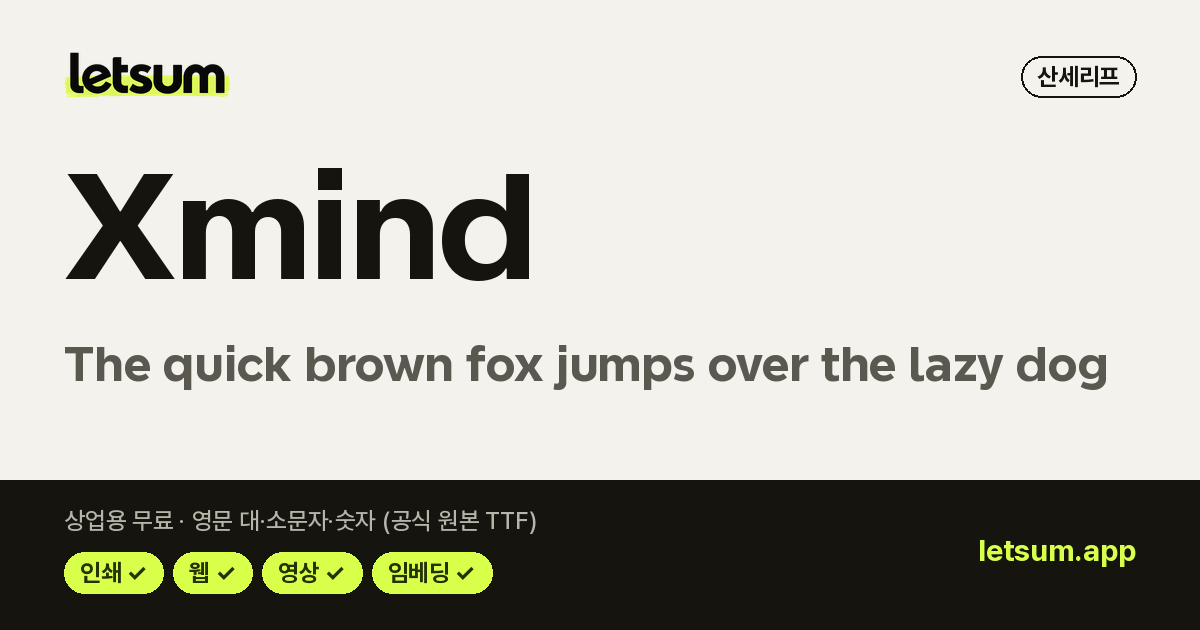 letsum
산세리프
Xmind
The quick brown fox jumps over the lazy dog
상업용 무료 · 영문 대·소문자·숫자 (공식 원본 TTF)
인쇄 ✓ 웹 ✓ 영상 ✓ 임베딩 ✓
letsum.app